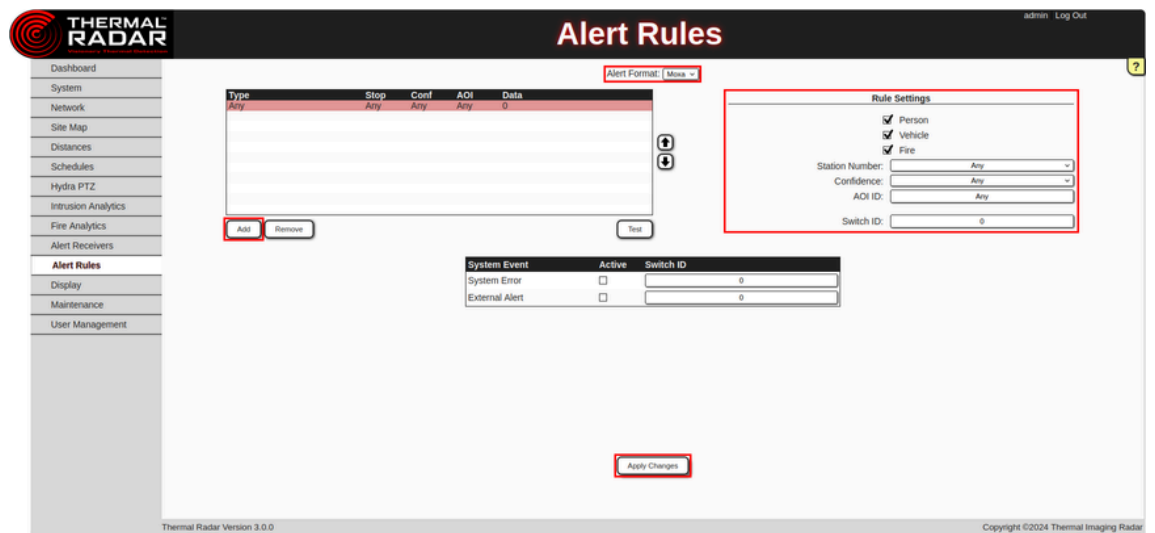 THERMAL
RADAR
Alert Rules
admin Log Out
?
Dashboard
System
Network
Site Map
Distances
Schedules
Hydra PTZ
Intrusion Analytics
Fire Analytics
Alert Receivers
Alert Rules
Display
Maintenance
User Management
Alert Format: Moxa
Type Stop Conf AOI Data
Any Any Any Any 0
Add Remove Test
Rule Settings
Person
Vehicle
Fire
Station Number: Any
Confidence: Any
AOI ID: Any
Switch ID: 0
System Event Active Switch ID
System Error 0
External Alert 0
Apply Changes
Thermal Radar Version 3.0.0
Copyright ©2024 Thermal Imaging Radar